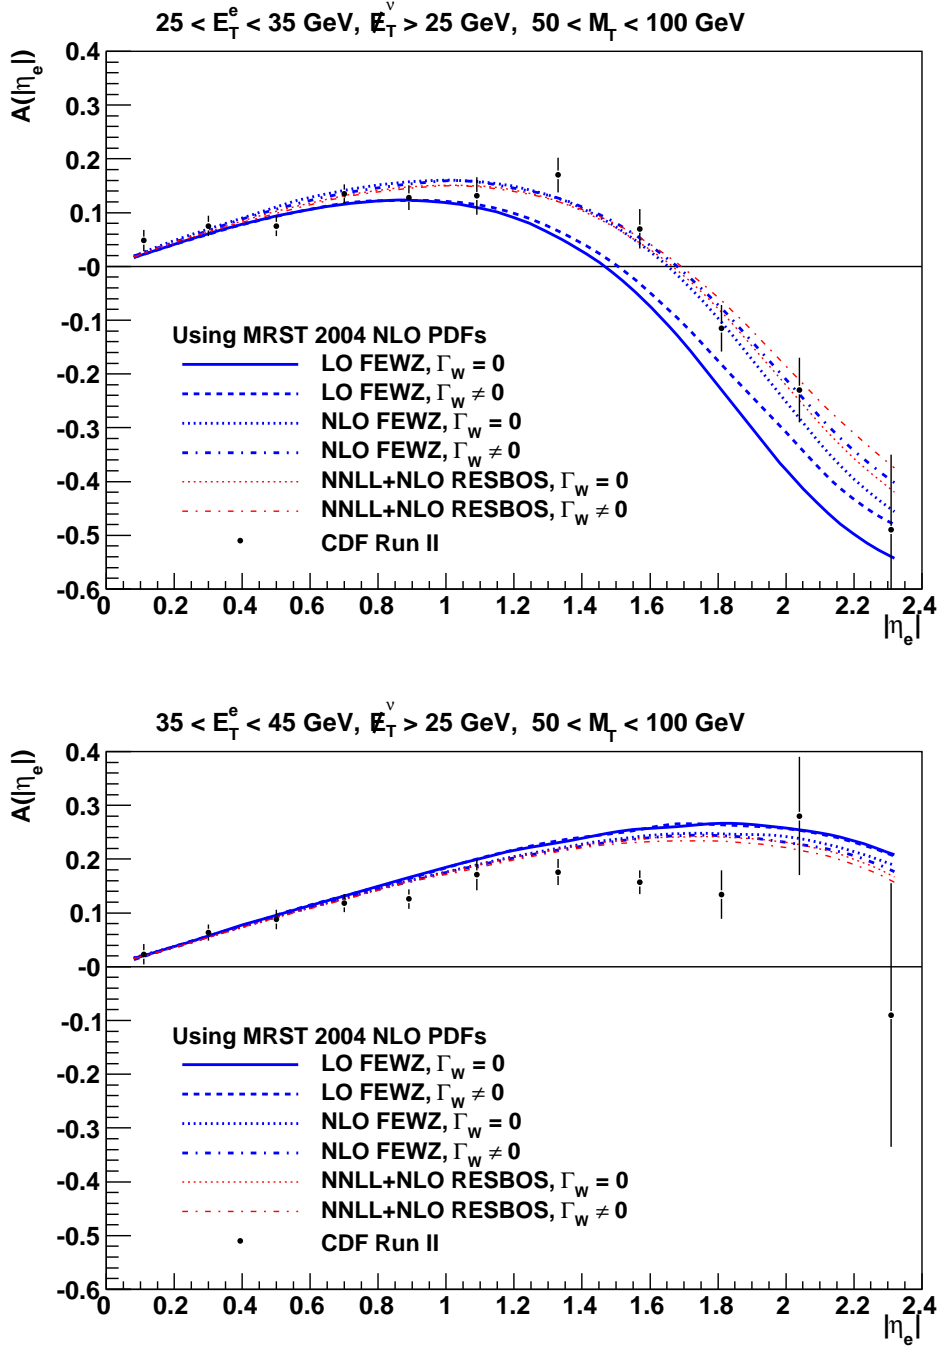 25 < E_T^e < 35 GeV, E̸_T^ν > 25 GeV, 50 < M_T < 100 GeV
A(|η_e|)
0.4
0.3
0.2
0.1
-0
-0.1
-0.2
-0.3
-0.4
-0.5
-0.6
Using MRST 2004 NLO PDFs
LO FEWZ, Γ_W = 0
LO FEWZ, Γ_W ≠ 0
NLO FEWZ, Γ_W = 0
NLO FEWZ, Γ_W ≠ 0
NNLL+NLO RESBOS, Γ_W = 0
NNLL+NLO RESBOS, Γ_W ≠ 0
CDF Run II
0 0.2 0.4 0.6 0.8 1 1.2 1.4 1.6 1.8 2 2.2 2.4
|η_e|
35 < E_T^e < 45 GeV, E̸_T^ν > 25 GeV, 50 < M_T < 100 GeV
A(|η_e|)
0.4
0.3
0.2
0.1
-0
-0.1
-0.2
-0.3
-0.4
-0.5
-0.6
Using MRST 2004 NLO PDFs
LO FEWZ, Γ_W = 0
LO FEWZ, Γ_W ≠ 0
NLO FEWZ, Γ_W = 0
NLO FEWZ, Γ_W ≠ 0
NNLL+NLO RESBOS, Γ_W = 0
NNLL+NLO RESBOS, Γ_W ≠ 0
CDF Run II
0 0.2 0.4 0.6 0.8 1 1.2 1.4 1.6 1.8 2 2.2 2.4
|η_e|